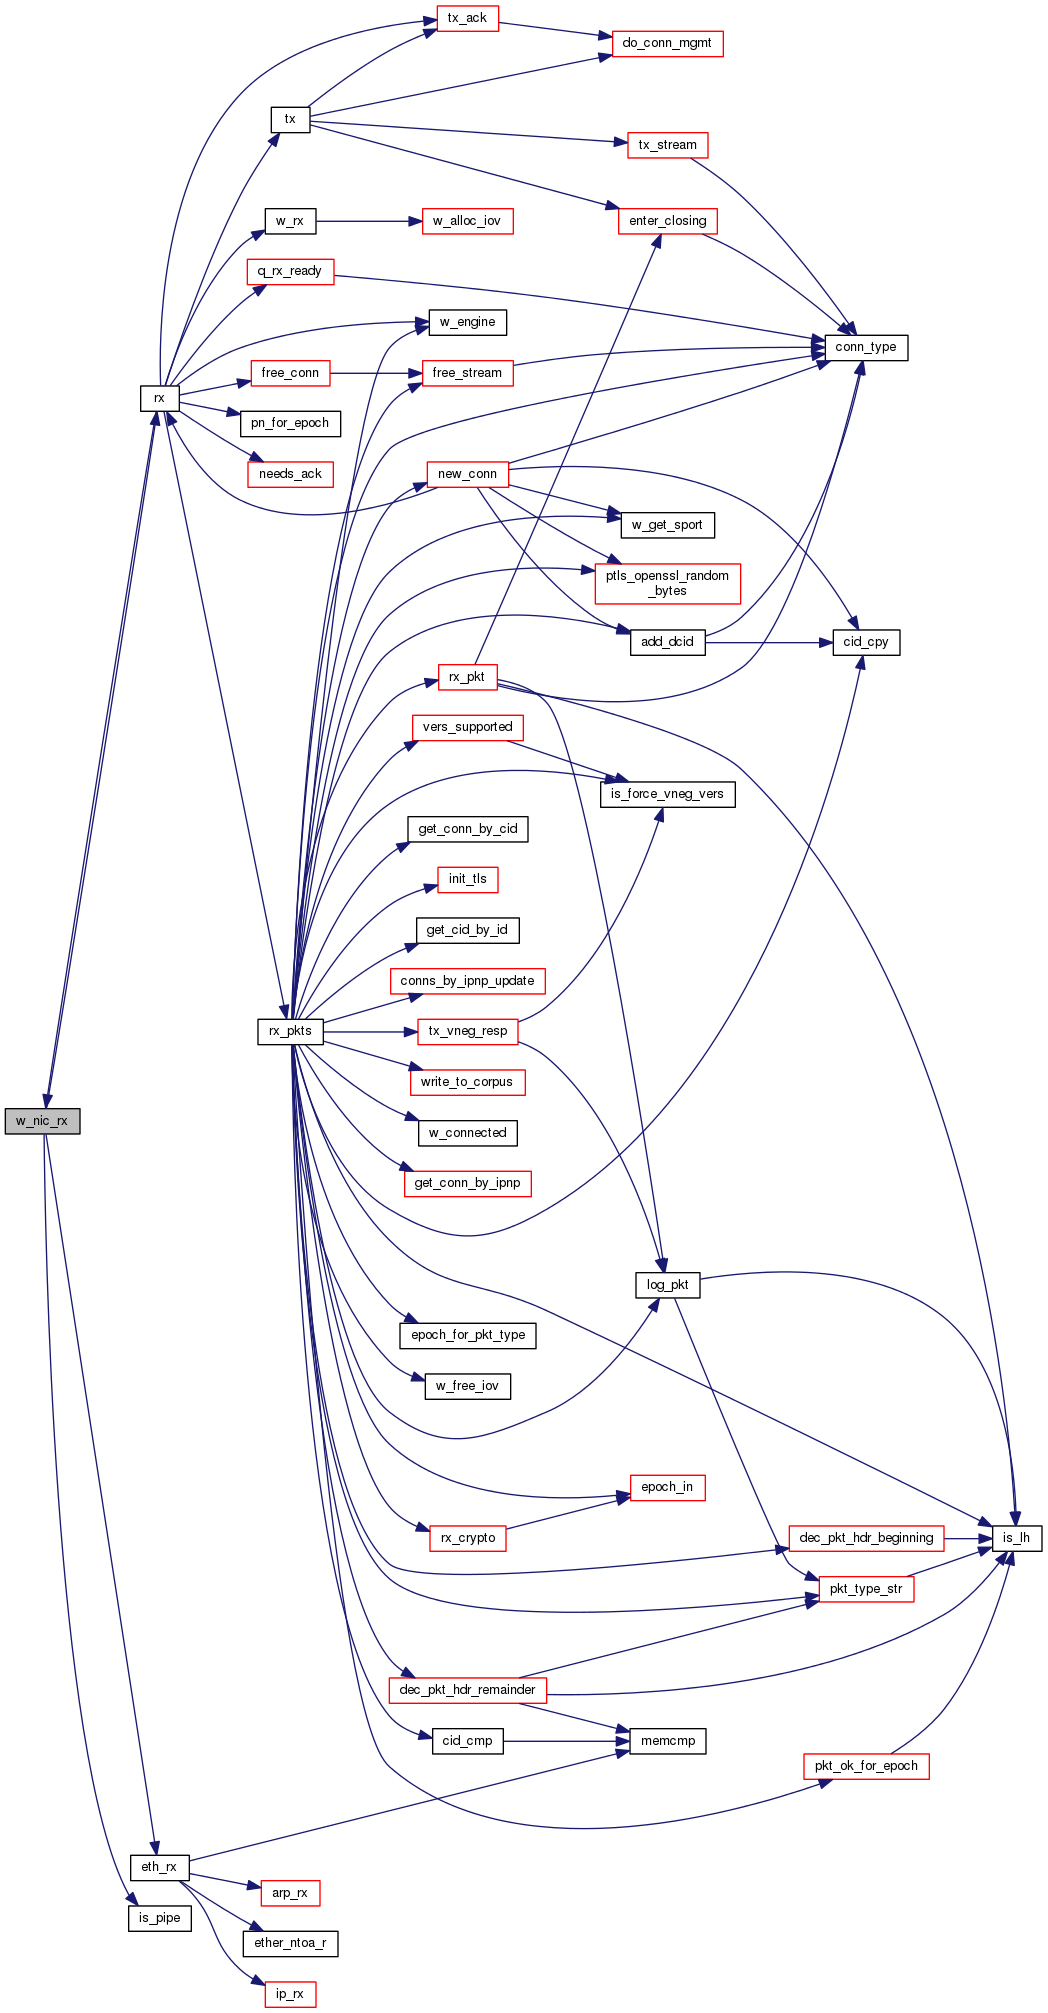 tx_ack
do_conn_mgmt
tx
tx_stream
w_rx
w_alloc_iov
enter_closing
q_rx_ready
w_engine
conn_type
free_conn
free_stream
rx
pn_for_epoch
needs_ack
new_conn
w_get_sport
ptls_openssl_random
_bytes
add_dcid
cid_cpy
rx_pkt
vers_supported
is_force_vneg_vers
get_conn_by_cid
init_tls
get_cid_by_id
conns_by_ipnp_update
rx_pkts
tx_vneg_resp
write_to_corpus
w_nic_rx
w_connected
get_conn_by_ipnp
log_pkt
epoch_for_pkt_type
w_free_iov
epoch_in
rx_crypto
dec_pkt_hdr_beginning
is_lh
pkt_type_str
dec_pkt_hdr_remainder
cid_cmp
memcmp
pkt_ok_for_epoch
eth_rx
arp_rx
is_pipe
ether_ntoa_r
ip_rx